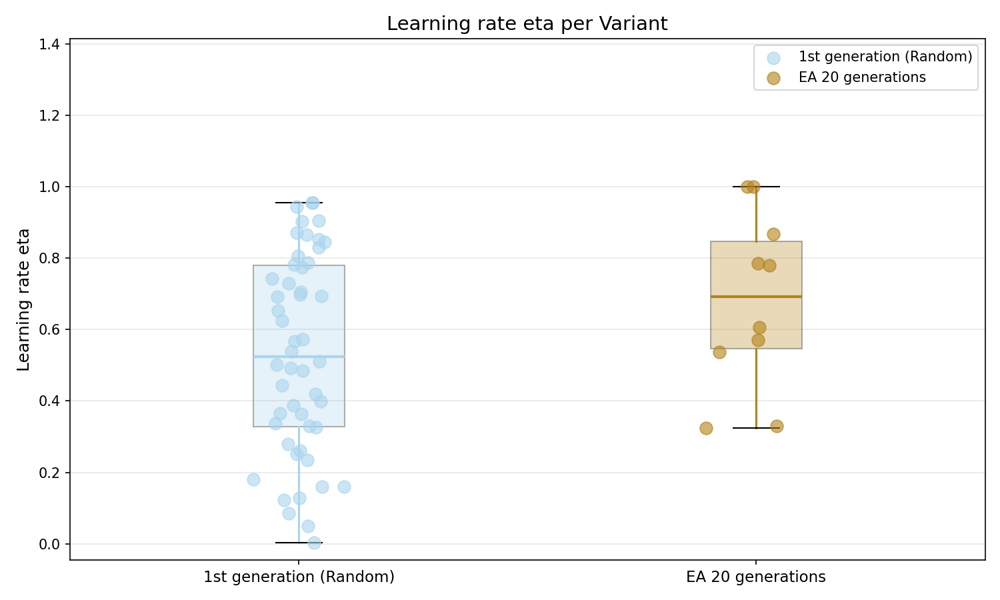 Learning rate eta per Variant
1st generation (Random)
EA 20 generations
Learning rate eta
1.4
1.2
1.0
0.8
0.6
0.4
0.2
0.0
1st generation (Random)
EA 20 generations